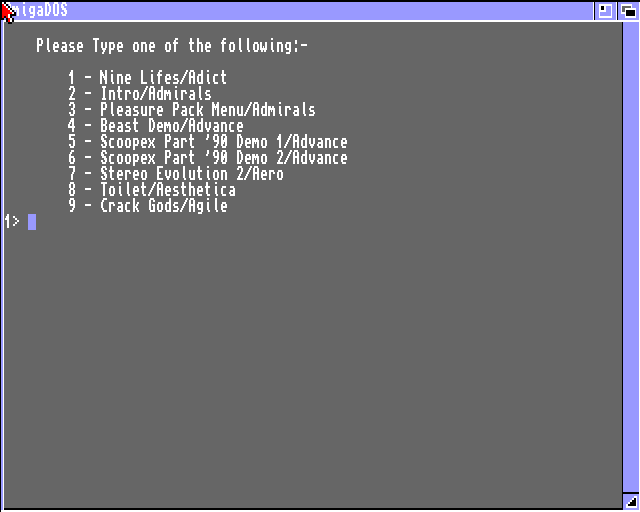 AmigaDOS
Please Type one of the following:-
1 - Nine Lifes/Adict
2 - Intro/Admirals
3 - Pleasure Pack Menu/Admirals
4 - Beast Demo/Advance
5 - Scoopex Part '90 Demo 1/Advance
6 - Scoopex Part '90 Demo 2/Advance
7 - Stereo Evolution 2/Aero
8 - Toilet/Aesthetica
9 - Crack Gods/Agile
1>